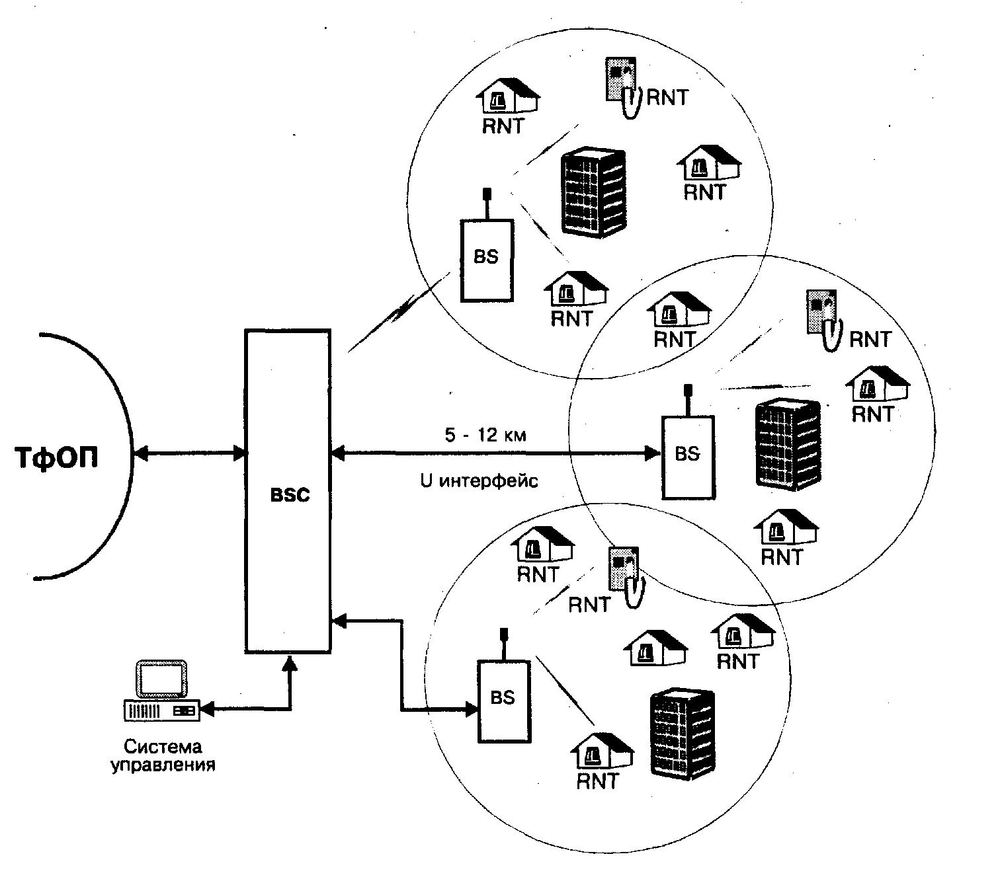 RNT
RNT
RNT
BS
RNT
RNT
RNT
RNT
5 - 12 км
BS
ТфОП
U интерфейс
BSC
RNT
RNT
RNT
RNT
BS
Система
управления
RNT